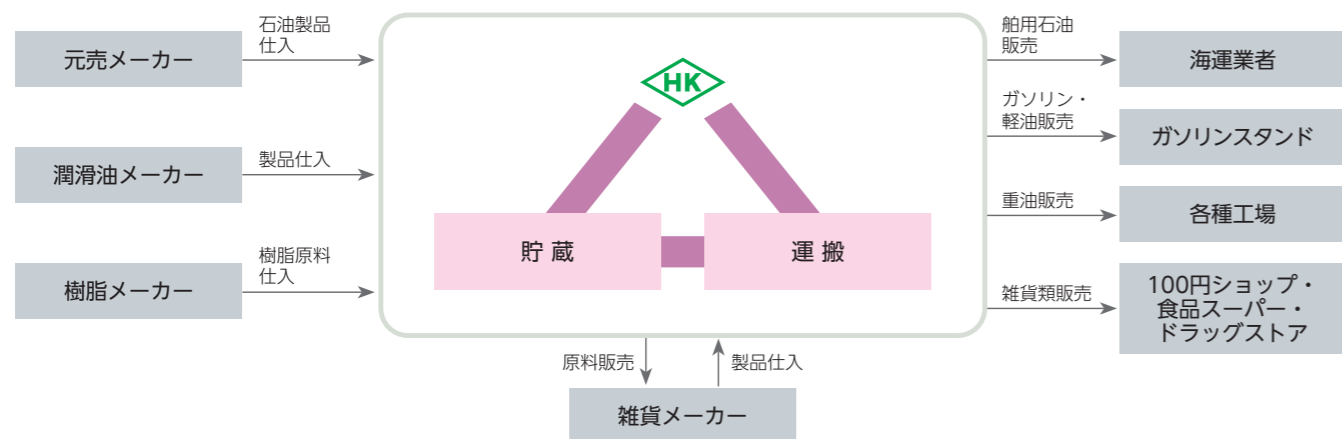 石油製品
仕入
元売メーカー
製品仕入
潤滑油メーカー
樹脂原料
仕入
樹脂メーカー
HK
貯蔵
運搬
原料販売
製品仕入
雑貨メーカー
舶用石油
販売
海運業者
ガソリン・
軽油販売
ガソリンスタンド
重油販売
各種工場
雑貨類販売
100円ショップ・
食品スーパー・
ドラッグストア